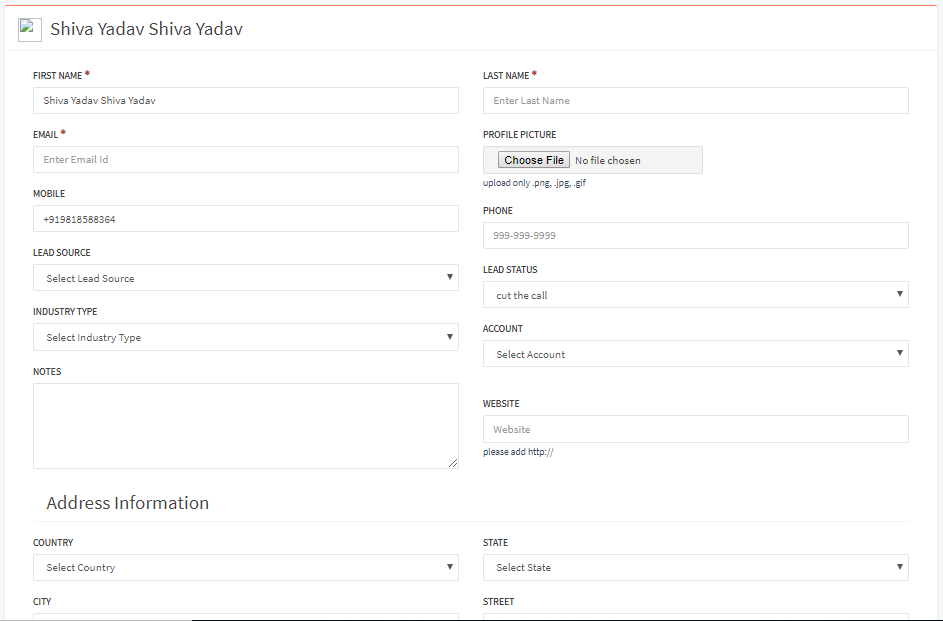 Shiva Yadav Shiva Yadav
FIRST NAME *
Shiva Yadav Shiva Yadav
LAST NAME *
Enter Last Name
EMAIL *
Enter Email Id
PROFILE PICTURE
Choose File No file chosen
upload only .png, .jpg, .gif
MOBILE
+919818588364
PHONE
999-999-9999
LEAD SOURCE
Select Lead Source
LEAD STATUS
cut the call
INDUSTRY TYPE
Select Industry Type
ACCOUNT
Select Account
NOTES
WEBSITE
Website
please add http://
Address Information
COUNTRY
Select Country
STATE
Select State
CITY
STREET